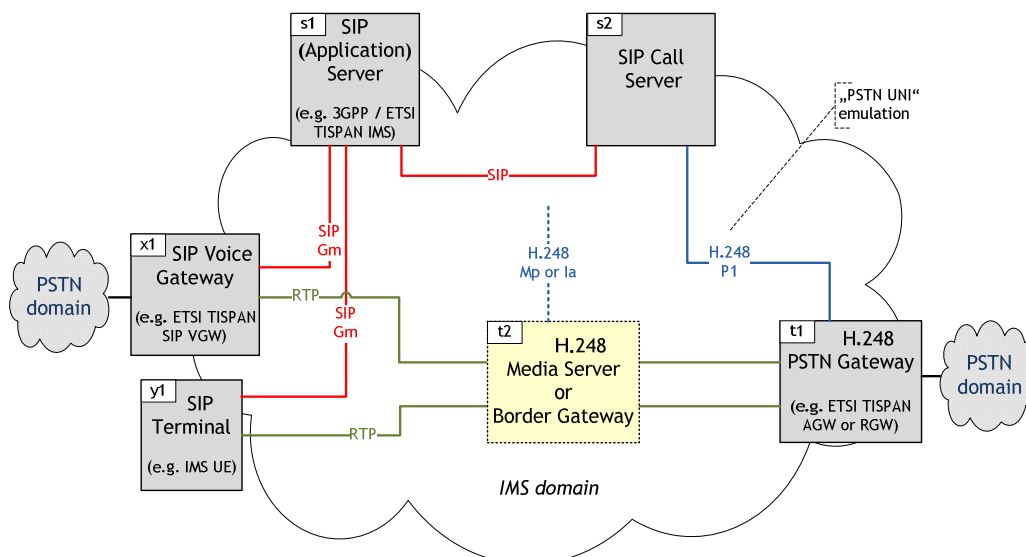 s1
SIP
(Application)
Server
(e.g. 3GPP / ETSI
TISPAN IMS)
s2
SIP Call
Server
„PSTN UNI“
emulation
SIP
SIP
Gm
H.248
Mp or Ia
H.248
P1
x1
SIP Voice
Gateway
(e.g. ETSI TISPAN
SIP VGW)
PSTN
domain
RTP
SIP
Gm
t2
H.248
Media Server
or
Border Gateway
t1
H.248
PSTN Gateway
(e.g. ETSI TISPAN
AGW or RGW)
PSTN
domain
y1
SIP
Terminal
(e.g. IMS UE)
RTP
IMS domain